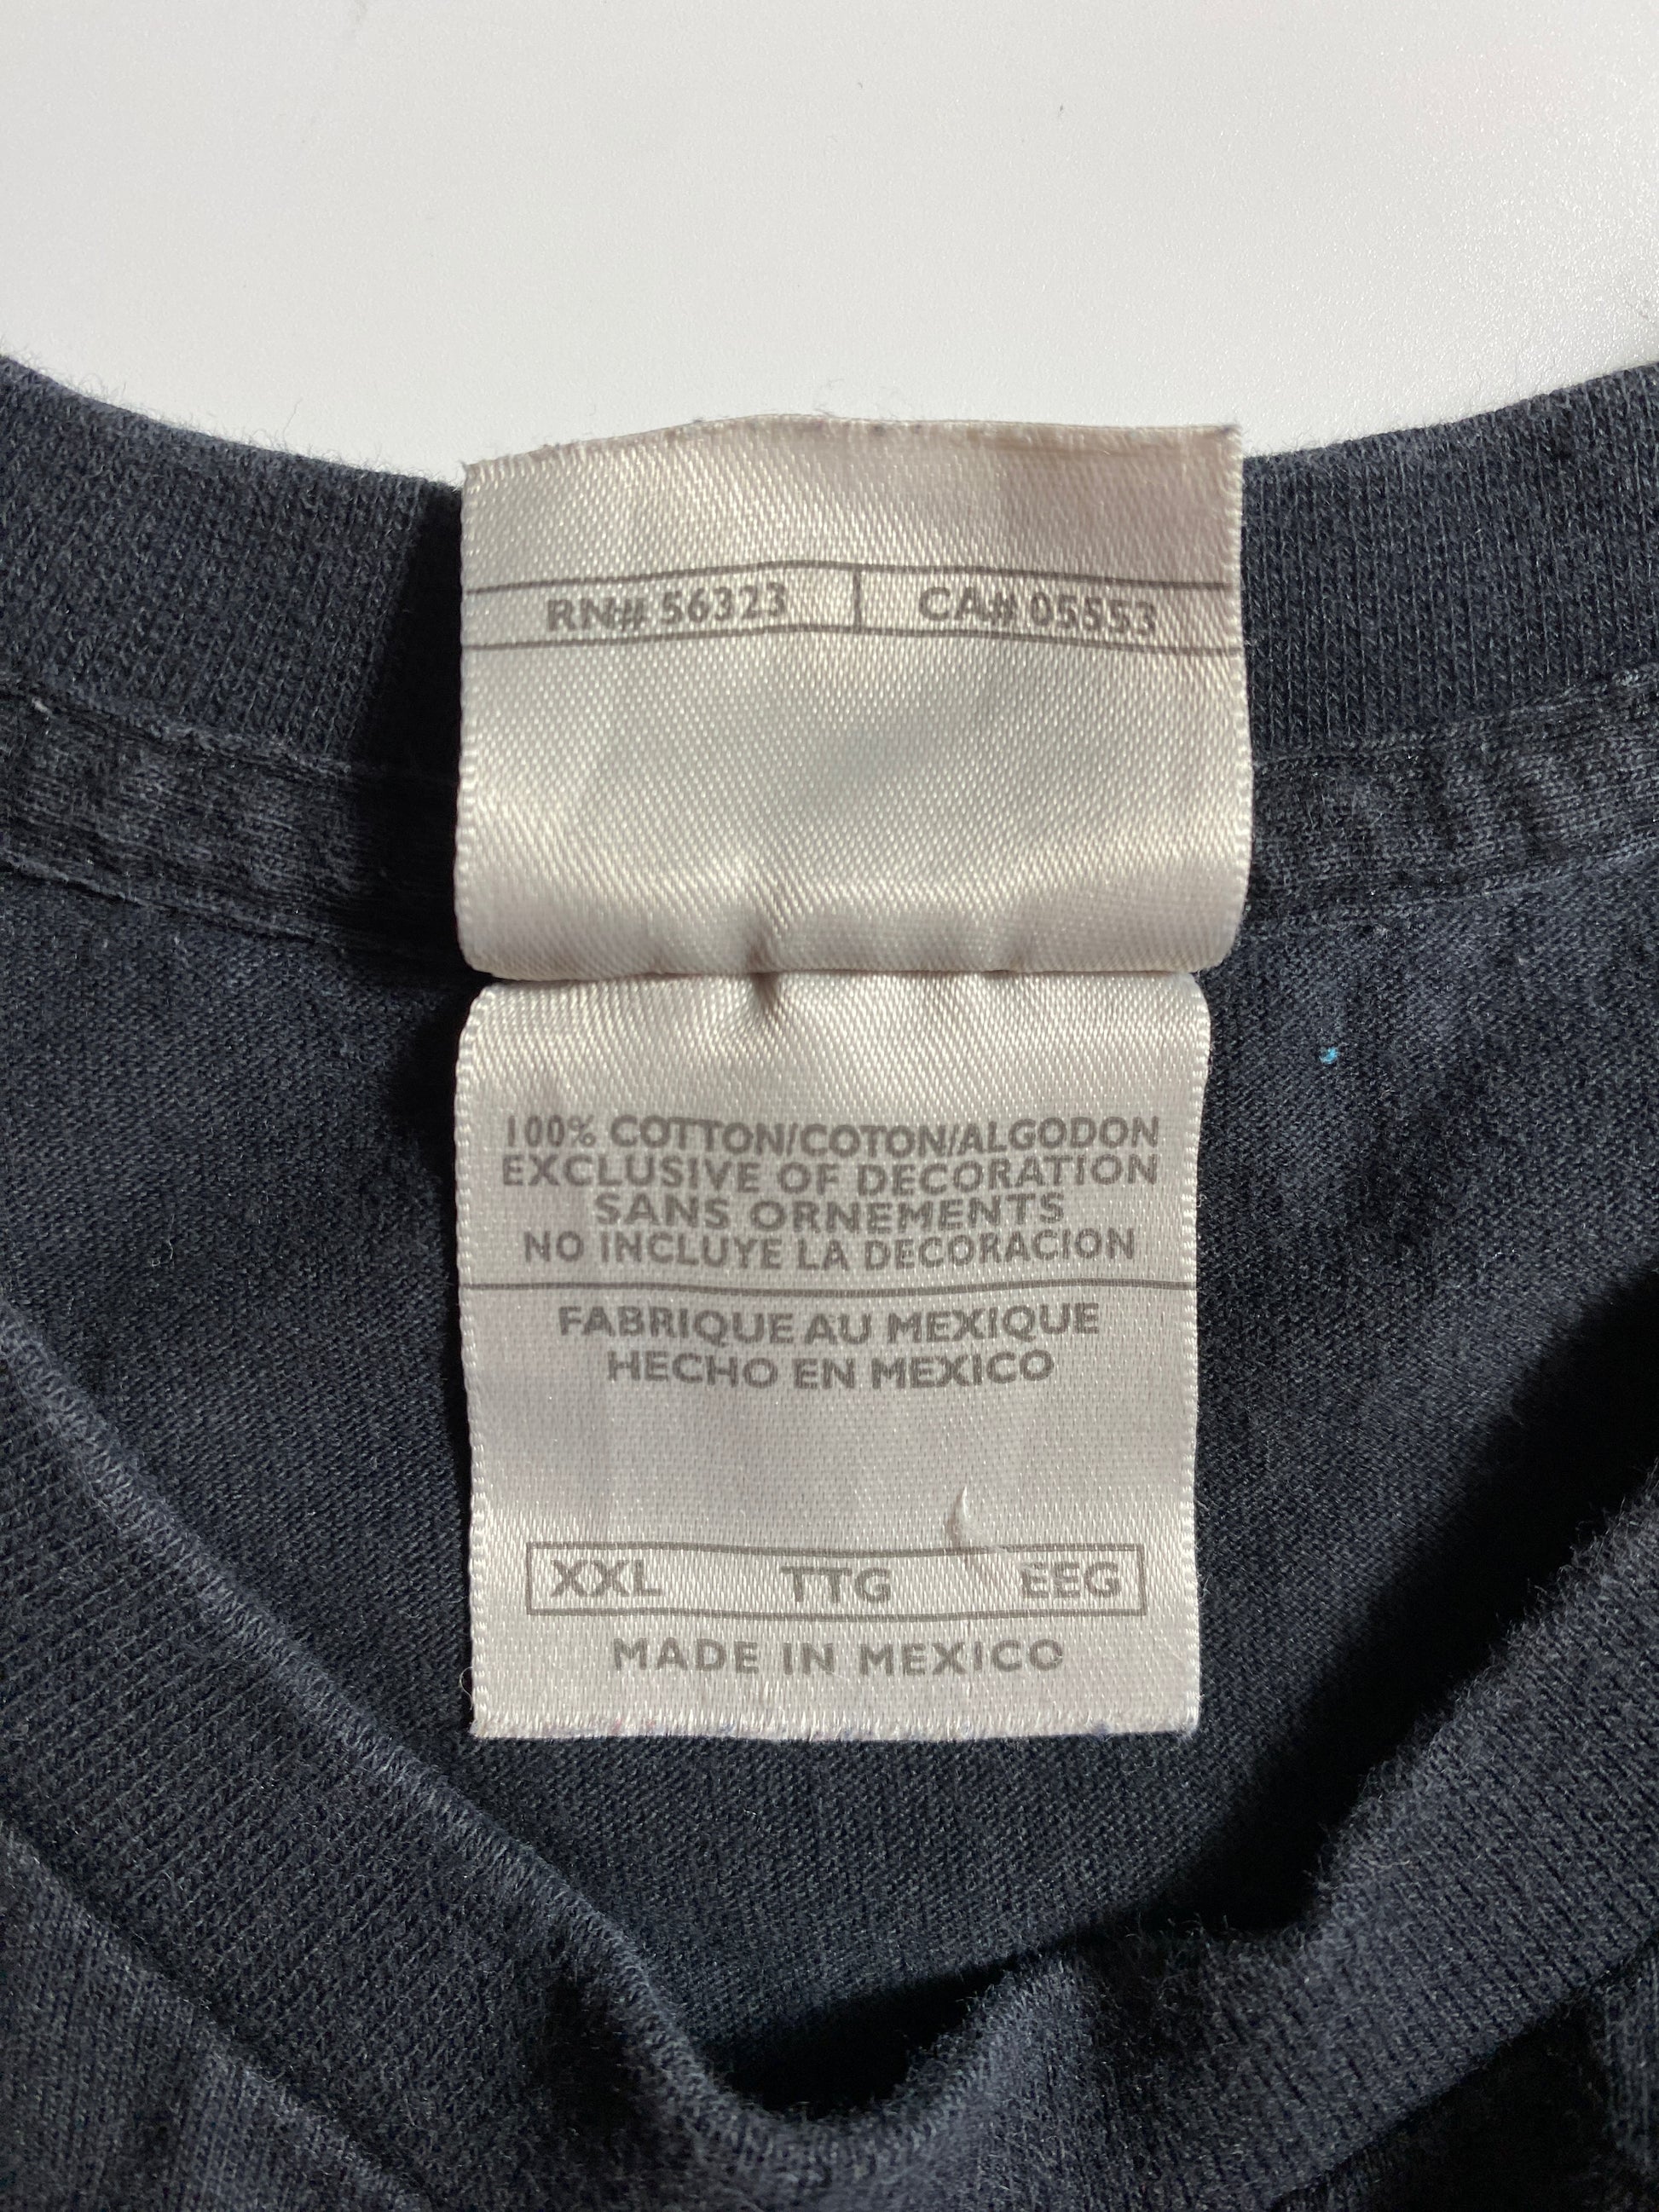 RN# 56323 CA# 05553
100% COTTON/COTON/ALGODON
EXCLUSIVE OF DECORATION
SANS ORNEMENTS
NO INCLUYE LA DECORACION
FABRIQUE AU MEXIQUE
HECHO EN MEXICO
XXL TTG EEG
MADE IN MEXICO